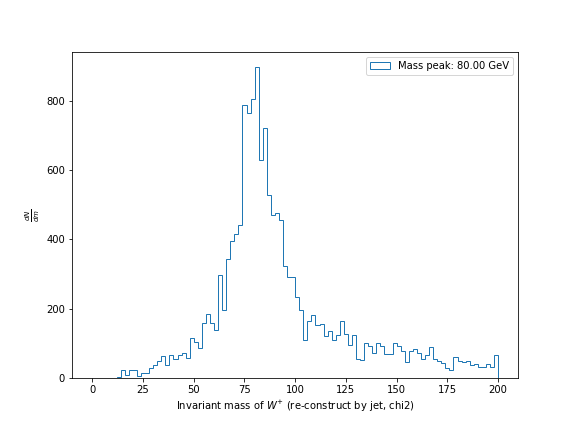 Mass peak: 80.00 GeV
800
600
400
200
0
dN
dm
0 25 50 75 100 125 150 175 200
Invariant mass of W+ (re-construct by jet, chi2)